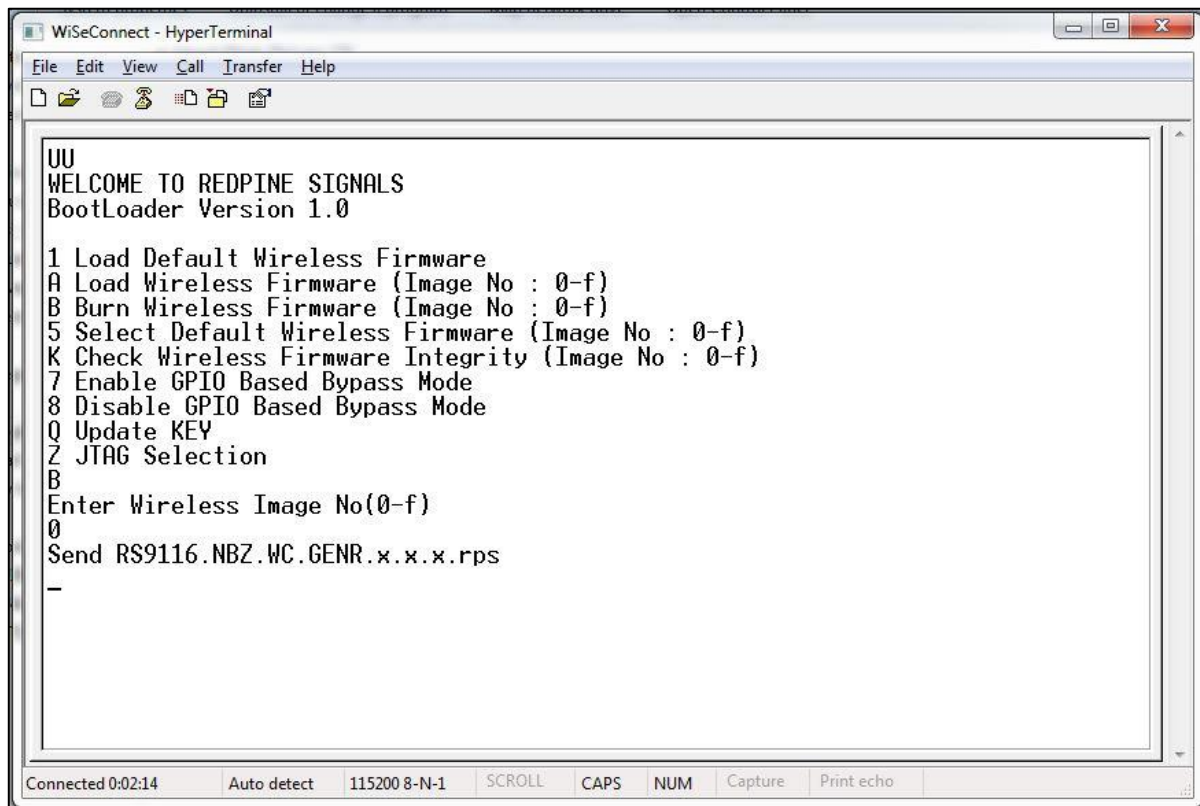 WiSeConnect - HyperTerminal
File Edit View Call Transfer Help
UU
WELCOME TO REDPINE SIGNALS
BootLoader Version 1.0
1 Load Default Wireless Firmware
A Load Wireless Firmware (Image No : 0-f)
B Burn Wireless Firmware (Image No : 0-f)
5 Select Default Wireless Firmware (Image No : 0-f)
K Check Wireless Firmware Integrity (Image No : 0-f)
7 Enable GPIO Based Bypass Mode
8 Disable GPIO Based Bypass Mode
Q Update KEY
Z JTAG Selection
B
Enter Wireless Image No(0-f)
0
Send RS9116.NBZ.WC.GENR.x.x.x.rps
_
Connected 0:02:14 Auto detect 115200 8-N-1 SCROLL CAPS NUM Capture Print echo